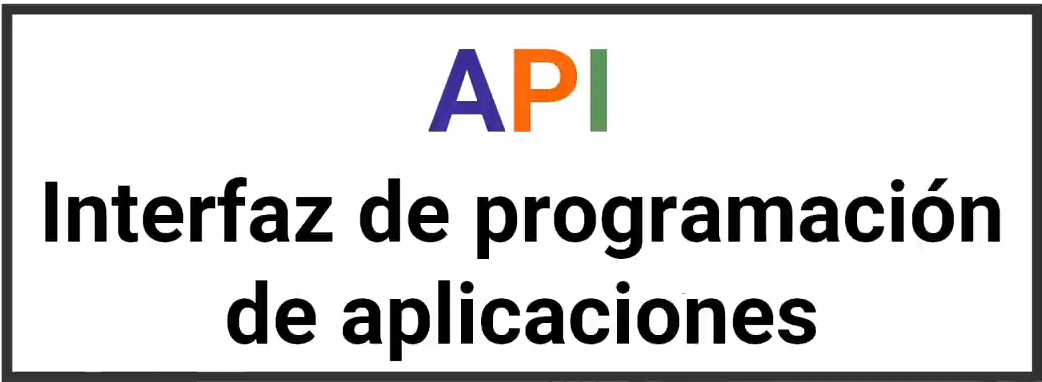 API
Interfaz de programación
de aplicaciones